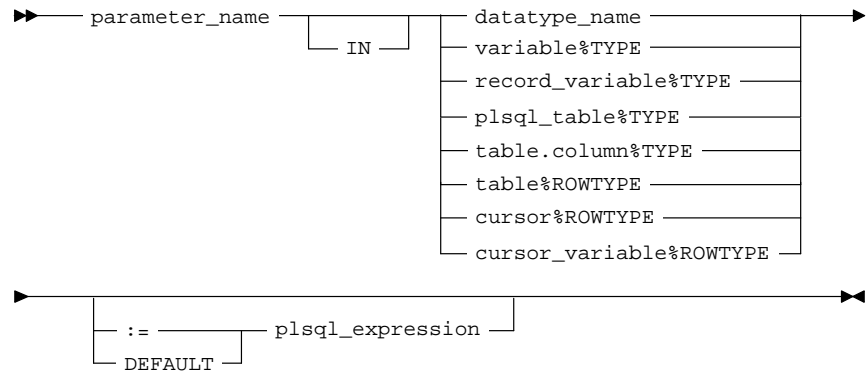 parameter_name datatype_name
IN variable%TYPE
record_variable%TYPE
plsql_table%TYPE
table.column%TYPE
table%ROWTYPE
cursor%ROWTYPE
cursor_variable%ROWTYPE
:= plsql_expression
DEFAULT